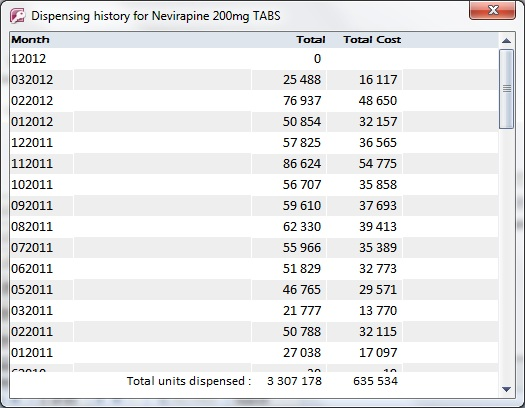 Dispensing history for Nevirapine 200mg TABS
Month Total Total Cost
12012 0
032012 25 488 16 117
022012 76 937 48 650
012012 50 854 32 157
122011 57 825 36 565
112011 86 624 54 775
102011 56 707 35 858
092011 59 610 37 693
082011 62 330 39 413
072011 55 966 35 389
062011 51 829 32 773
052011 46 765 29 571
032011 21 777 13 770
022011 50 788 32 115
012011 27 038 17 097
Total units dispensed : 3 307 178 635 534